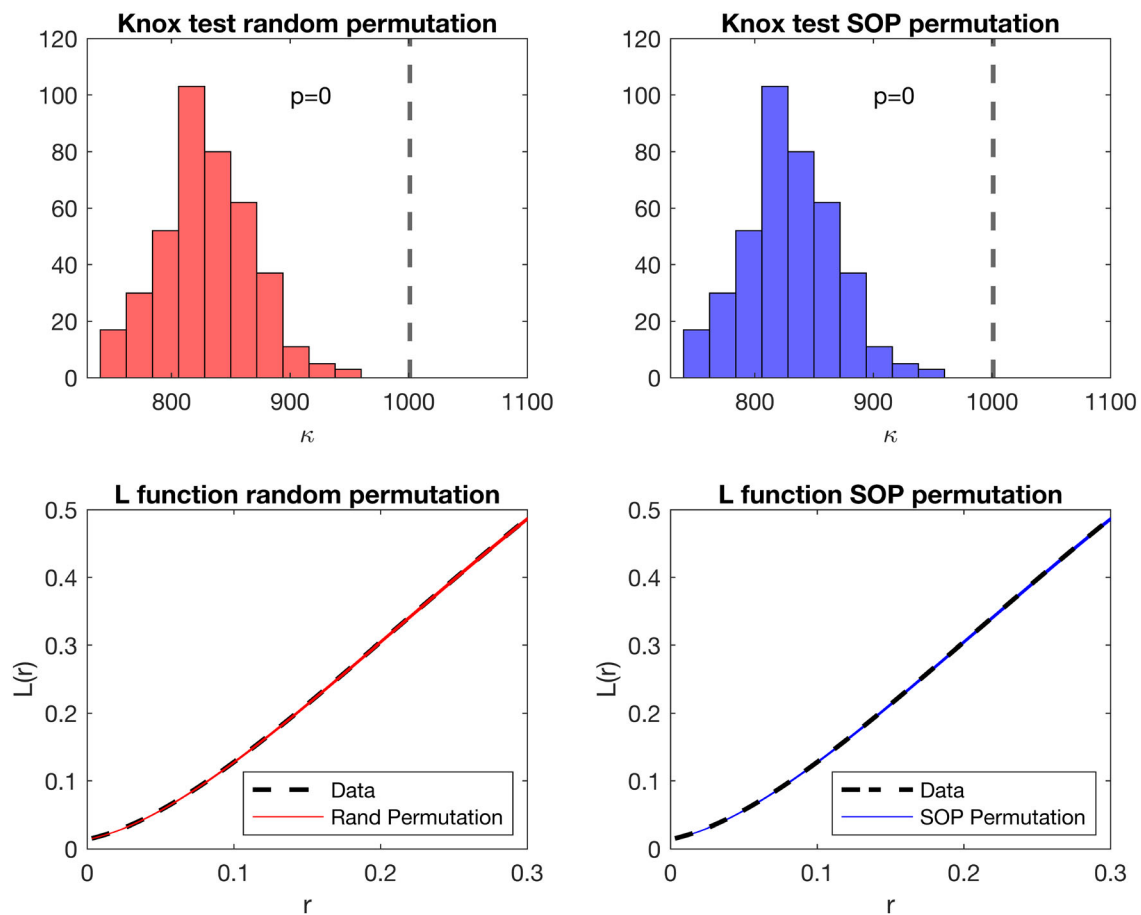 Knox test random permutation
120
100
80
60
40
20
0
p=0
800 900 1000 1100
κ
Knox test SOP permutation
120
100
80
60
40
20
0
p=0
800 900 1000 1100
κ
L function random permutation
0.5
0.4
0.3
0.2
0.1
0
L(r)
Data
Rand Permutation
0 0.1 0.2 0.3
r
L function SOP permutation
0.5
0.4
0.3
0.2
0.1
0
L(r)
Data
SOP Permutation
0 0.1 0.2 0.3
r